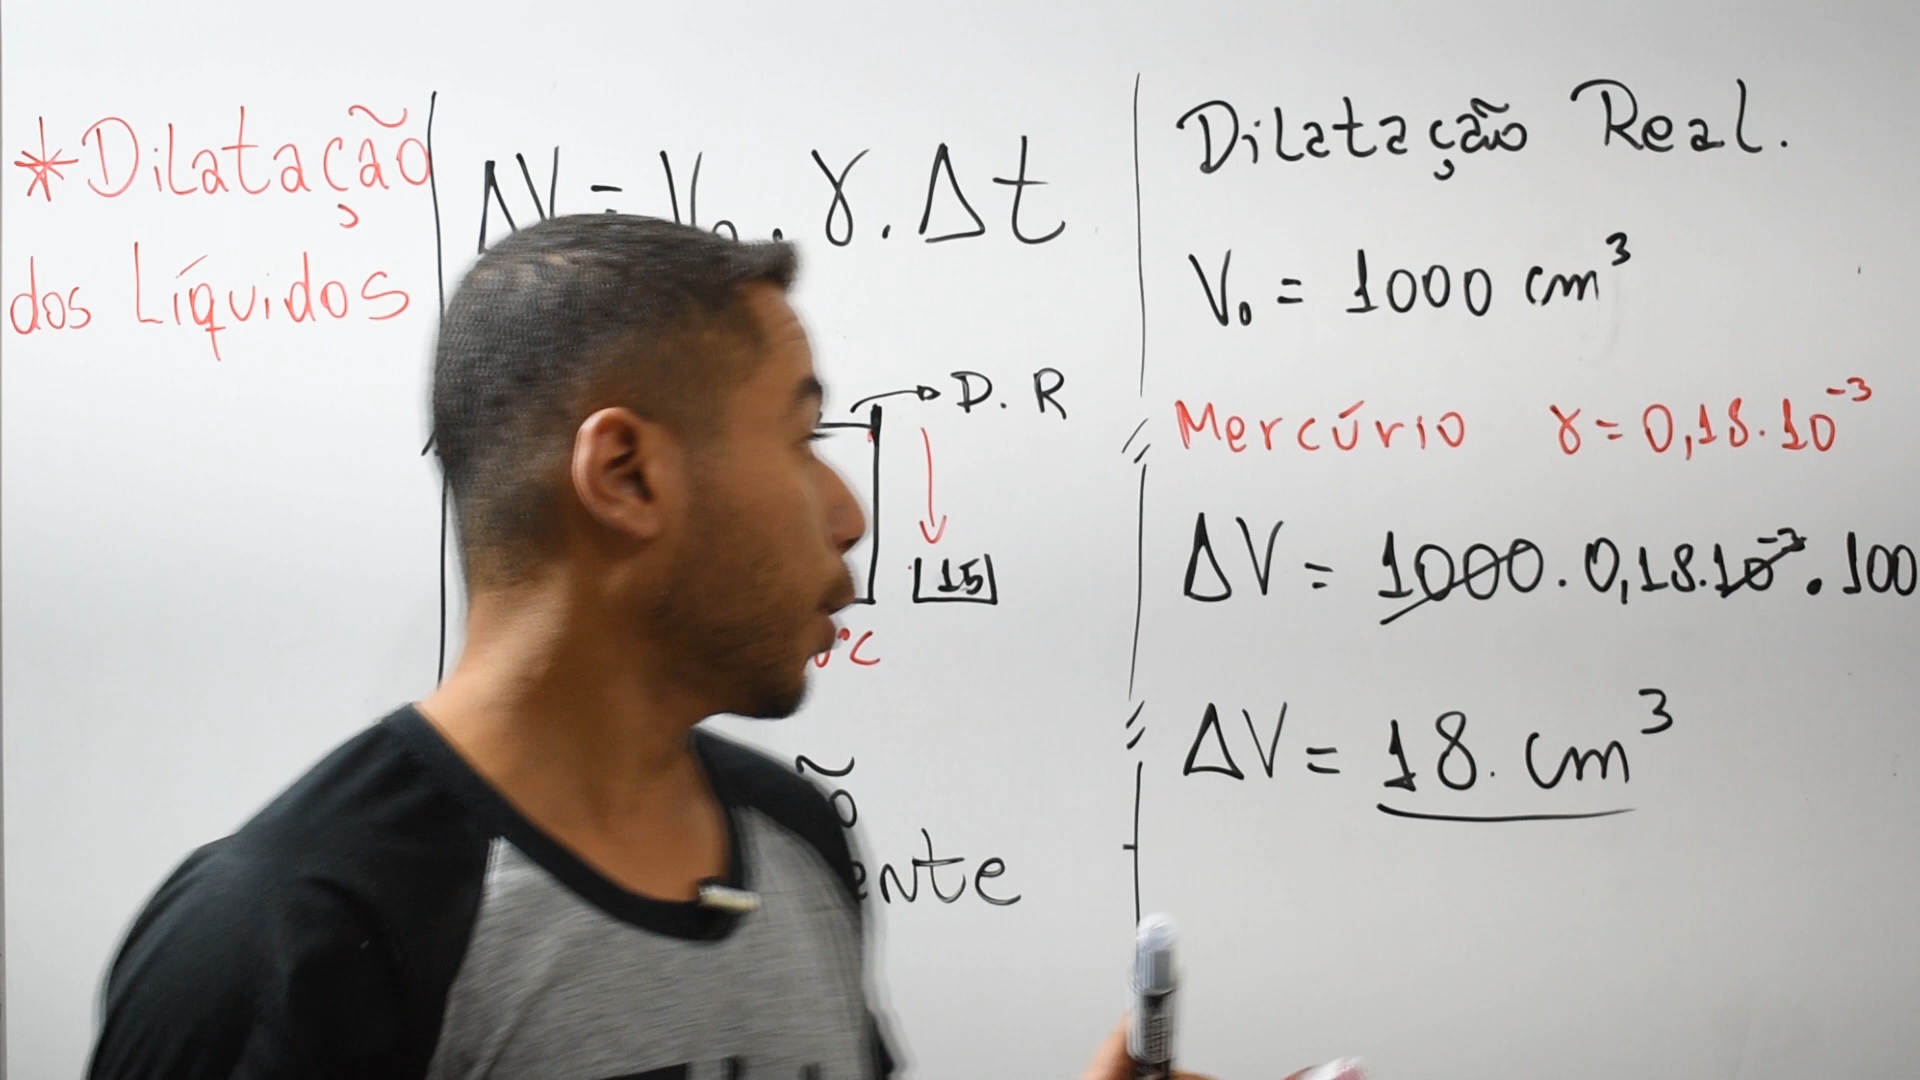 *Dilatação
dos Líquidos
ΔV = V₀ . γ . Δt
D. R
15
°C
Dilatação Real.
V₀ = 1000 cm³
Mercúrio γ = 0,18.10⁻³
ΔV = 1000 . 0,18.10⁻³ . 100
ΔV = 18. cm³